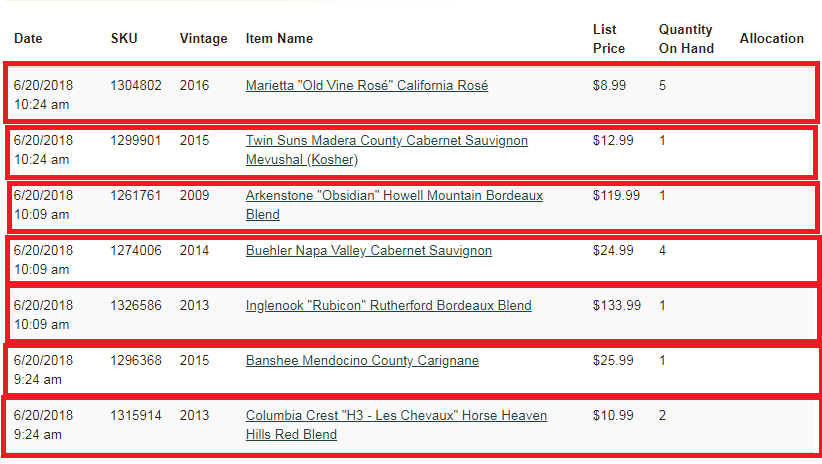 Date SKU Vintage Item Name List Price Quantity On Hand Allocation
6/20/2018 10:24 am 1304802 2016 Marietta "Old Vine Rosé" California Rosé $8.99 5
6/20/2018 10:24 am 1299901 2015 Twin Suns Madera County Cabernet Sauvignon Mevushal (Kosher) $12.99 1
6/20/2018 10:09 am 1261761 2009 Arkenstone "Obsidian" Howell Mountain Bordeaux Blend $119.99 1
6/20/2018 10:09 am 1274006 2014 Buehler Napa Valley Cabernet Sauvignon $24.99 4
6/20/2018 10:09 am 1326586 2013 Inglenook "Rubicon" Rutherford Bordeaux Blend $133.99 1
6/20/2018 9:24 am 1296368 2015 Banshee Mendocino County Carignane $25.99 1
6/20/2018 9:24 am 1315914 2013 Columbia Crest "H3 - Les Chevaux" Horse Heaven Hills Red Blend $10.99 2